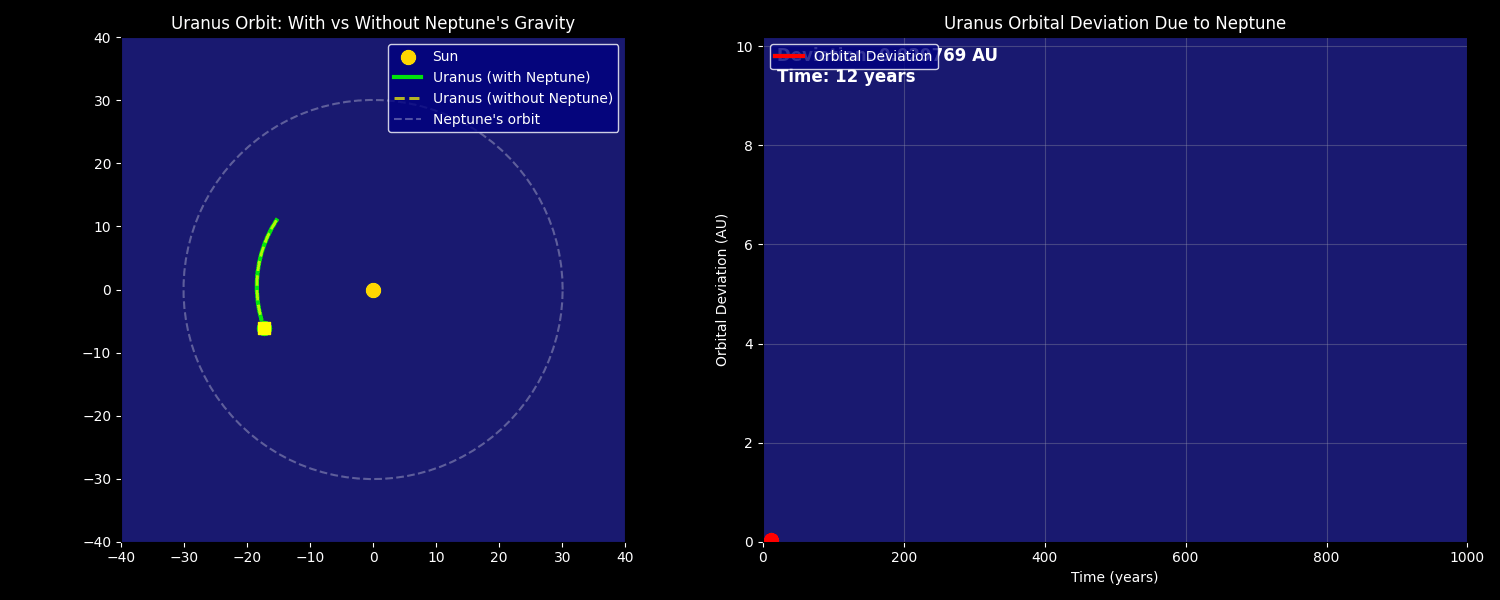 Uranus Orbit: With vs Without Neptune's Gravity
40
30
20
10
0
−10
−20
−30
−40
−40 −30 −20 −10 0 10 20 30 40
Sun
Uranus (with Neptune)
Uranus (without Neptune)
Neptune's orbit
Uranus Orbital Deviation Due to Neptune
Orbital Deviation
769 AU
Time: 12 years
Orbital Deviation (AU)
10
8
6
4
2
0
0 200 400 600 800 1000
Time (years)